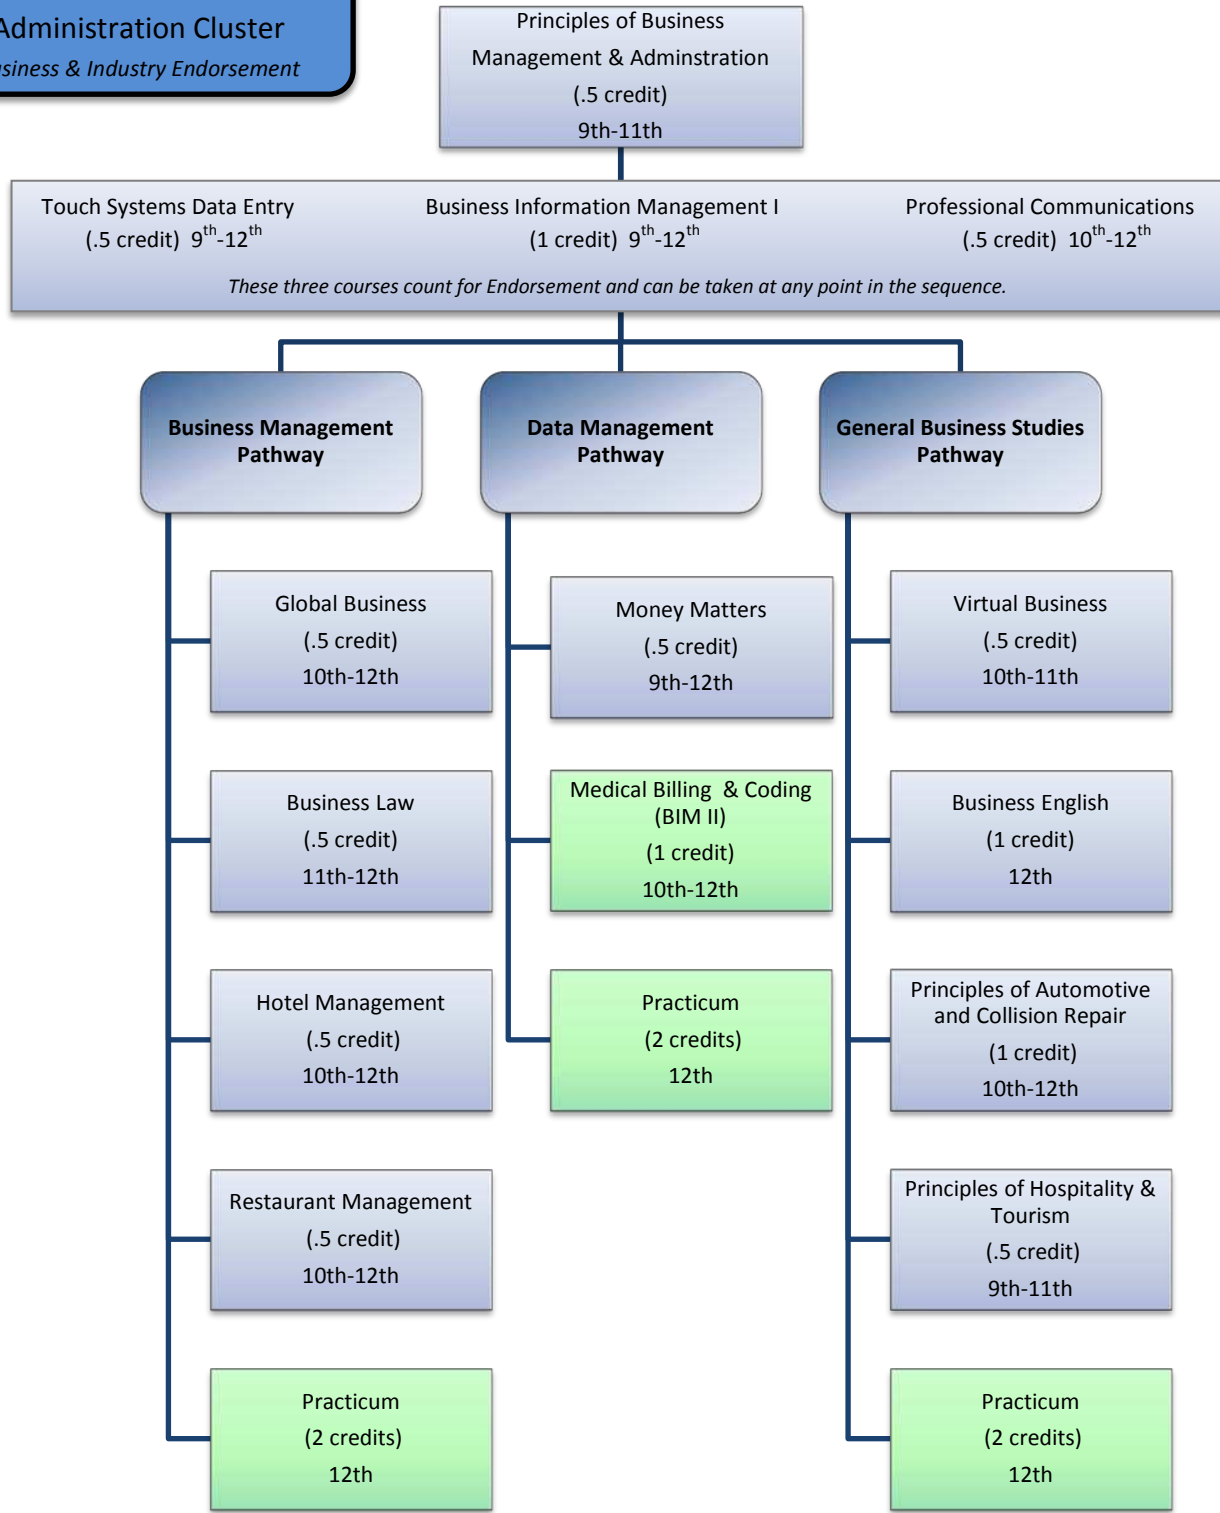 Administration Cluster
& Industry Endorsement
Principles of Business
Management & Adminstration
(.5 credit)
9th-11th
Touch Systems Data Entry
(.5 credit) 9th-12th
Business Information Management I
(1 credit) 9th-12th
Professional Communications
(.5 credit) 10th-12th
These three courses count for Endorsement and can be taken at any point in the sequence.
Business Management
Pathway
Global Business
(.5 credit)
10th-12th
Business Law
(.5 credit)
11th-12th
Hotel Management
(.5 credit)
10th-12th
Restaurant Management
(.5 credit)
10th-12th
Practicum
(2 credits)
12th
Data Management
Pathway
Money Matters
(.5 credit)
9th-12th
Medical Billing & Coding
(BIM II)
(1 credit)
10th-12th
Practicum
(2 credits)
12th
General Business Studies
Pathway
Virtual Business
(.5 credit)
10th-11th
Business English
(1 credit)
12th
Principles of Automotive
and Collision Repair
(1 credit)
10th-12th
Principles of Hospitality &
Tourism
(.5 credit)
9th-11th
Practicum
(2 credits)
12th